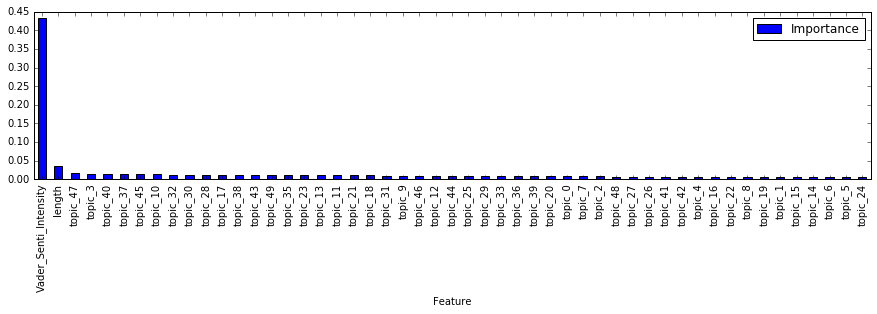 0.45
0.40
0.35
0.30
0.25
0.20
0.15
0.10
0.05
0.00
Importance
Vader_Senti_Intensity
length
topic_47
topic_3
topic_40
topic_37
topic_45
topic_10
topic_32
topic_30
topic_28
topic_17
topic_38
topic_43
topic_49
topic_35
topic_23
topic_13
topic_11
topic_21
topic_18
topic_31
topic_9
topic_46
topic_12
topic_44
topic_25
topic_29
topic_33
topic_36
topic_39
topic_20
topic_0
topic_7
topic_2
topic_48
topic_27
topic_26
topic_41
topic_42
topic_4
topic_16
topic_22
topic_8
topic_19
topic_1
topic_15
topic_14
topic_6
topic_5
topic_24
Feature